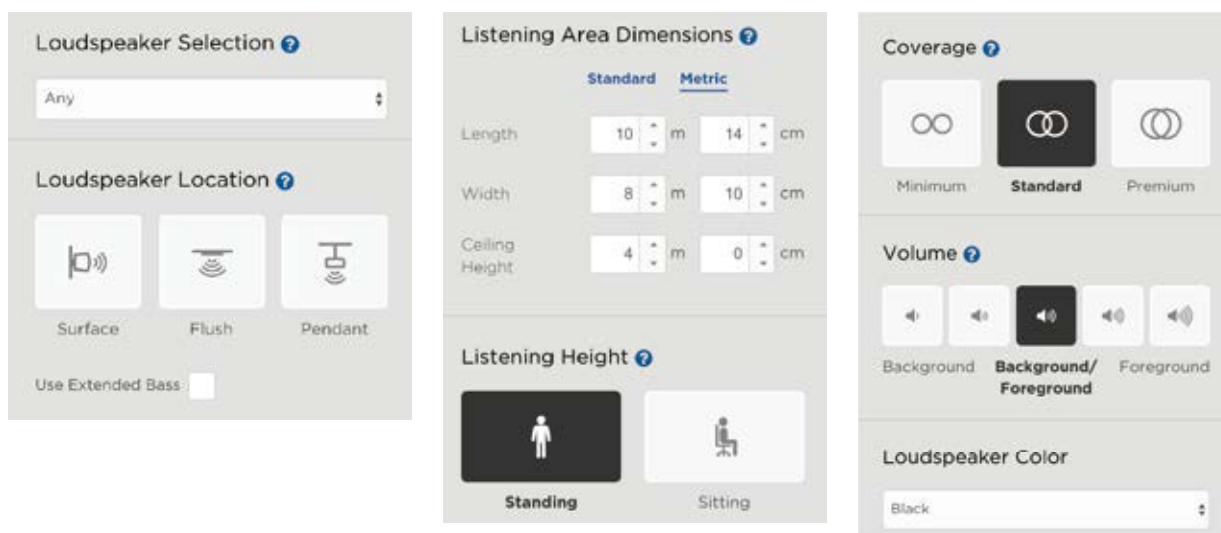 Loudspeaker Selection ?
Any
Loudspeaker Location ?
Surface Flush Pendant
Use Extended Bass
Listening Area Dimensions ?
Standard Metric
Length 10 m 14 cm
Width 8 m 10 cm
Ceiling
Height 4 m 0 cm
Listening Height ?
Standing Sitting
Coverage ?
Minimum Standard Premium
Volume ?
Background Background/ Foreground
Foreground
Loudspeaker Color
Black